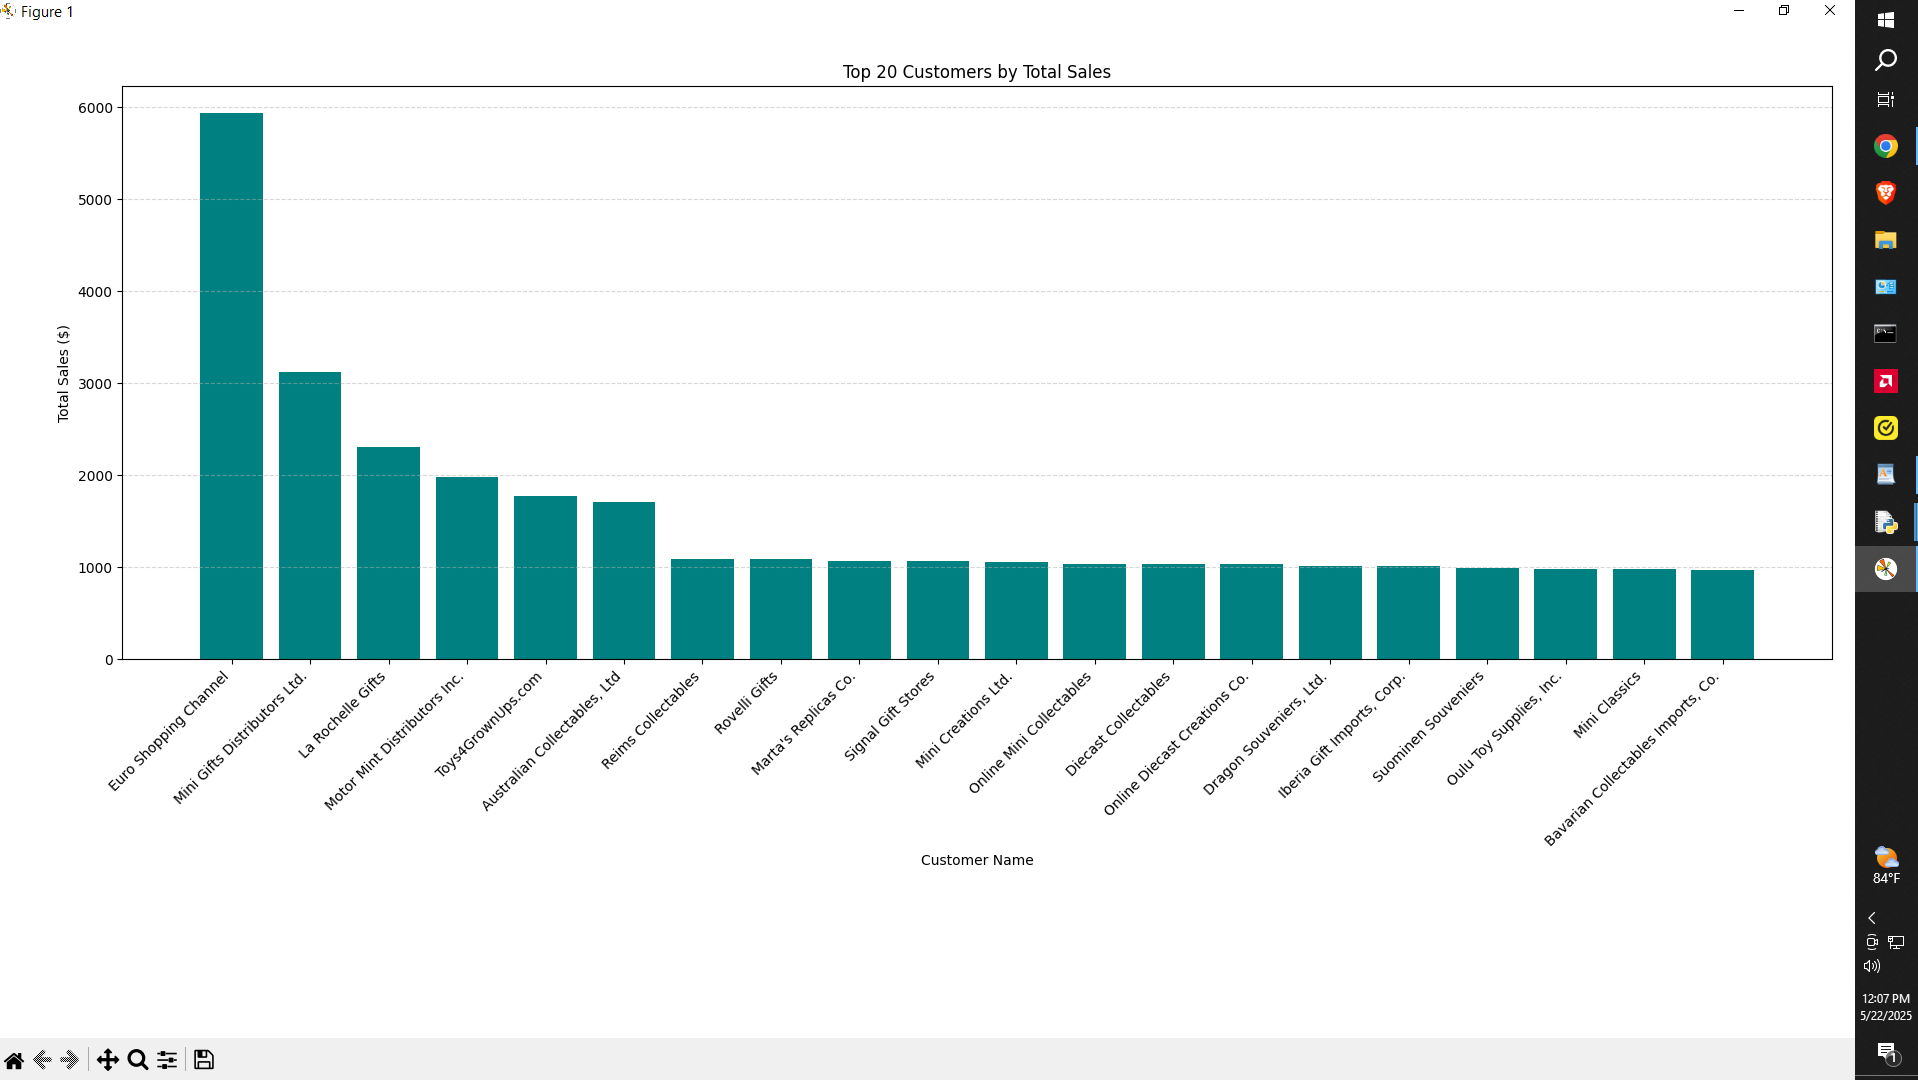 Figure 1
Top 20 Customers by Total Sales
6000
5000
4000
3000
2000
1000
0
Total Sales ($)
Euro Shopping Channel
Mini Gifts Distributors Ltd.
La Rochelle Gifts
Motor Mint Distributors Inc.
Toys4GrownUps.com
Australian Collectables, Ltd
Reims Collectables
Rovelli Gifts
Marta's Replicas Co.
Signal Gift Stores
Mini Creations Ltd.
Online Mini Collectables
Diecast Collectables
Online Diecast Creations Co.
Dragon Souveniers, Ltd.
Iberia Gift Imports, Corp.
Suominen Souveniers
Oulu Toy Supplies, Inc.
Mini Classics
Bavarian Collectables Imports, Co.
Customer Name
84°F
12:07 PM
5/22/2025
1